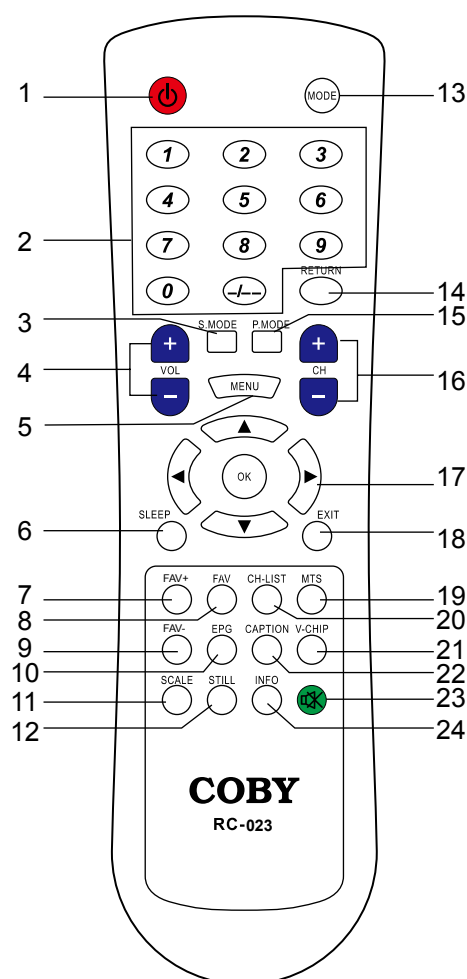 1
MODE
13
1 2 3
4 5 6
2
7 8 9
RETURN
0 -/--
14
3
S.MODE P.MODE
15
+ +
4
VOL CH
16
- -
MENU
5
OK
17
SLEEP EXIT
6
18
FAV+ FAV CH-LIST MTS
7
19
8
20
FAV- EPG CAPTION V-CHIP
9
21
10
22
SCALE STILL INFO
11
23
12
24
COBY
RC-023